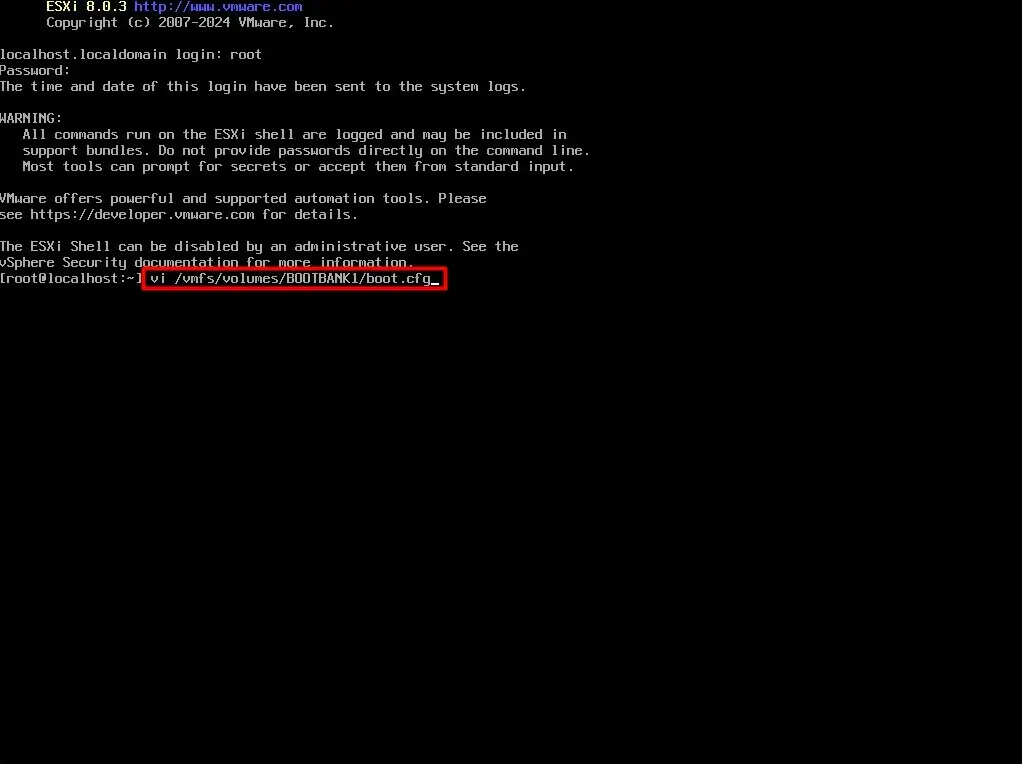 ESXi 8.0.3 http://www.vmware.com
Copyright (c) 2007-2024 VMware, Inc.
localhost.localdomain login: root
Password:
The time and date of this login have been sent to the system logs.
WARNING:
All commands run on the ESXi shell are logged and may be included in
support bundles. Do not provide passwords directly on the command line.
Most tools can prompt for secrets or accept them from standard input.
VMware offers powerful and supported automation tools. Please
see https://developer.vmware.com for details.
The ESXi Shell can be disabled by an administrative user. See the
vSphere Security documentation for more information.
[root@localhost:~] vi /vmfs/volumes/BOOTBANK1/boot.cfg